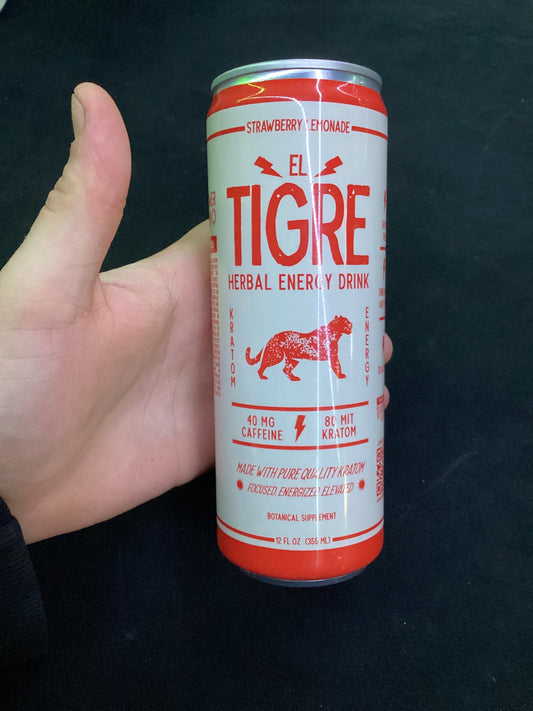 STRAWBERRY LEMONADE
EL
TIGRE
HERBAL ENERGY DRINK
KRATOM
ENERGY
40 MG
CAFFEINE
80 MIT
KRATOM
MADE WITH PURE QUALITY KRATOM
FOCUSED. ENERGIZED. ELEVATED
BOTANICAL SUPPLEMENT
12 FL OZ (355 ML)